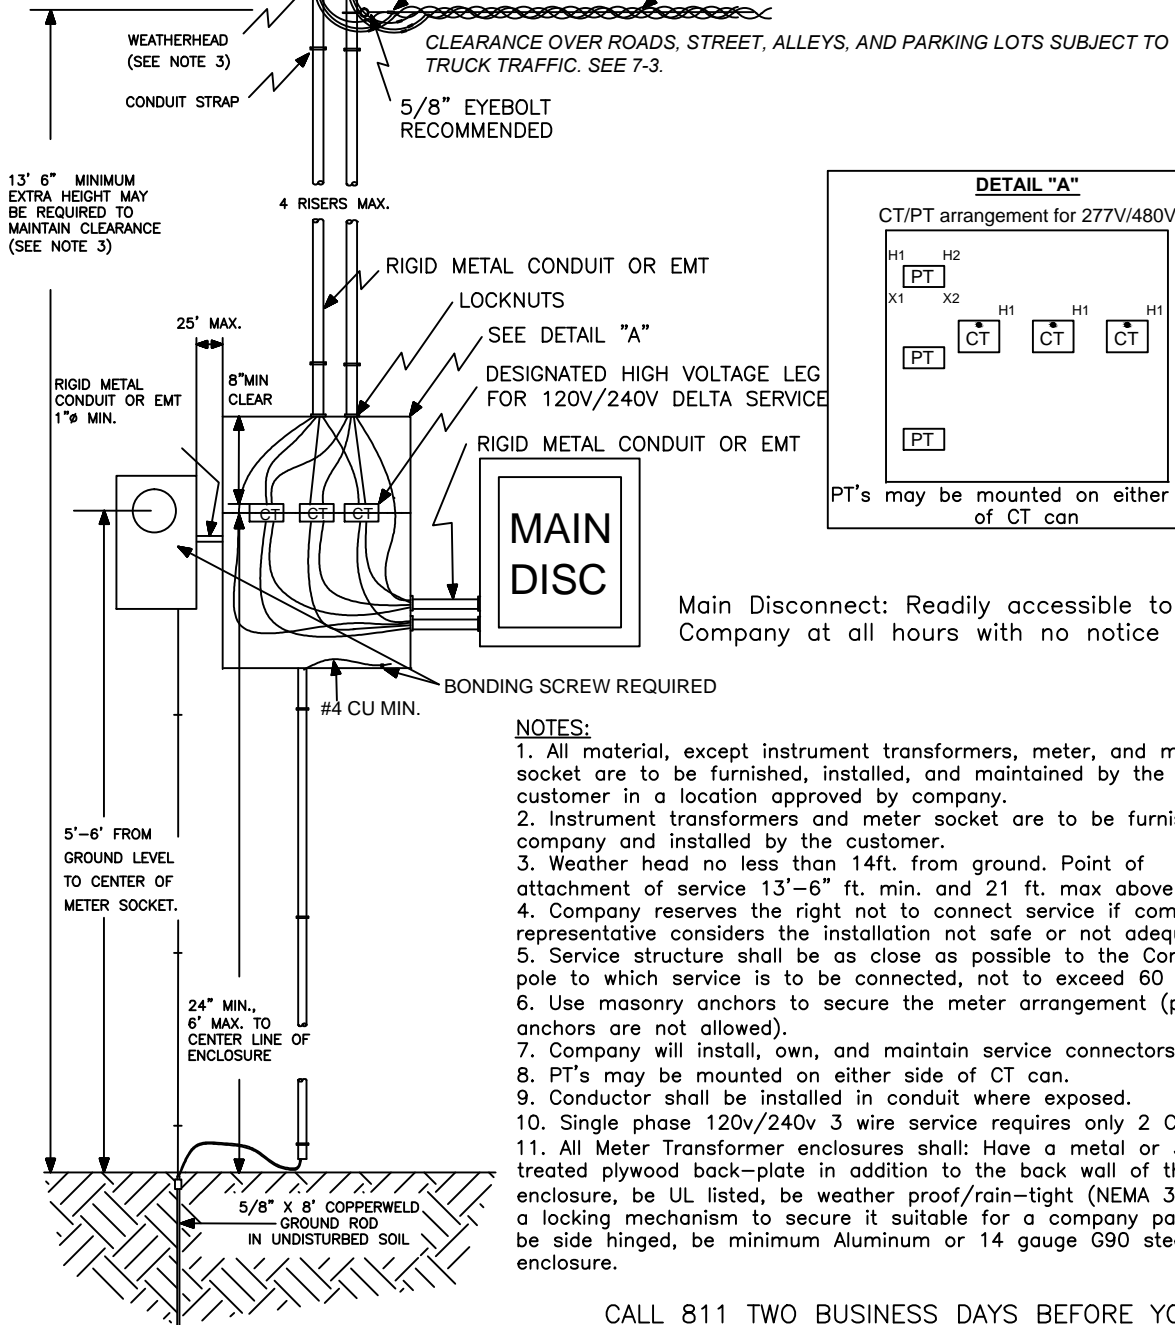 WEATHERHEAD
(SEE NOTE 3)
CLEARANCE OVER ROADS, STREET, ALLEYS, AND PARKING LOTS SUBJECT TO
TRUCK TRAFFIC. SEE 7-3.
CONDUIT STRAP
5/8" EYEBOLT
RECOMMENDED
13' 6" MINIMUM
EXTRA HEIGHT MAY
BE REQUIRED TO
MAINTAIN CLEARANCE
(SEE NOTE 3)
4 RISERS MAX.
DETAIL "A"
CT/PT arrangement for 277V/480V
H1 H2
PT
X1 X2
H1 H1 H1
CT CT CT
PT
PT
PT's may be mounted on either
of CT can
RIGID METAL CONDUIT OR EMT
LOCKNUTS
25' MAX.
SEE DETAIL "A"
RIGID METAL
CONDUIT OR EMT
1"ø MIN.
8"MIN
CLEAR
DESIGNATED HIGH VOLTAGE LEG
FOR 120V/240V DELTA SERVICE
RIGID METAL CONDUIT OR EMT
CT CT CT
MAIN
DISC
Main Disconnect: Readily accessible to
Company at all hours with no notice
BONDING SCREW REQUIRED
#4 CU MIN.
5'-6' FROM
GROUND LEVEL
TO CENTER OF
METER SOCKET.
24" MIN.,
6' MAX. TO
CENTER LINE OF
ENCLOSURE
5/8" X 8' COPPERWELD
GROUND ROD
IN UNDISTURBED SOIL
NOTES:
1. All material, except instrument transformers, meter, and
socket are to be furnished, installed, and maintained by the
customer in a location approved by company.
2. Instrument transformers and meter socket are to be
company and installed by the customer.
3. Weather head no less than 14ft. from ground. Point of
attachment of service 13'-6" ft. min. and 21 ft. max above
4. Company reserves the right not to connect service if
representative considers the installation not safe or not
5. Service structure shall be as close as possible to the
pole to which service is to be connected, not to exceed 60
6. Use masonry anchors to secure the meter arrangement
anchors are not allowed).
7. Company will install, own, and maintain service connectors
8. PT's may be mounted on either side of CT can.
9. Conductor shall be installed in conduit where exposed.
10. Single phase 120v/240v 3 wire service requires only 2
11. All Meter Transformer enclosures shall: Have a metal or
treated plywood back-plate in addition to the back wall of
enclosure, be UL listed, be weather proof/rain-tight (NEMA
a locking mechanism to secure it suitable for a company
be side hinged, be minimum Aluminum or 14 gauge G90
enclosure.
CALL 811 TWO BUSINESS DAYS BEFORE